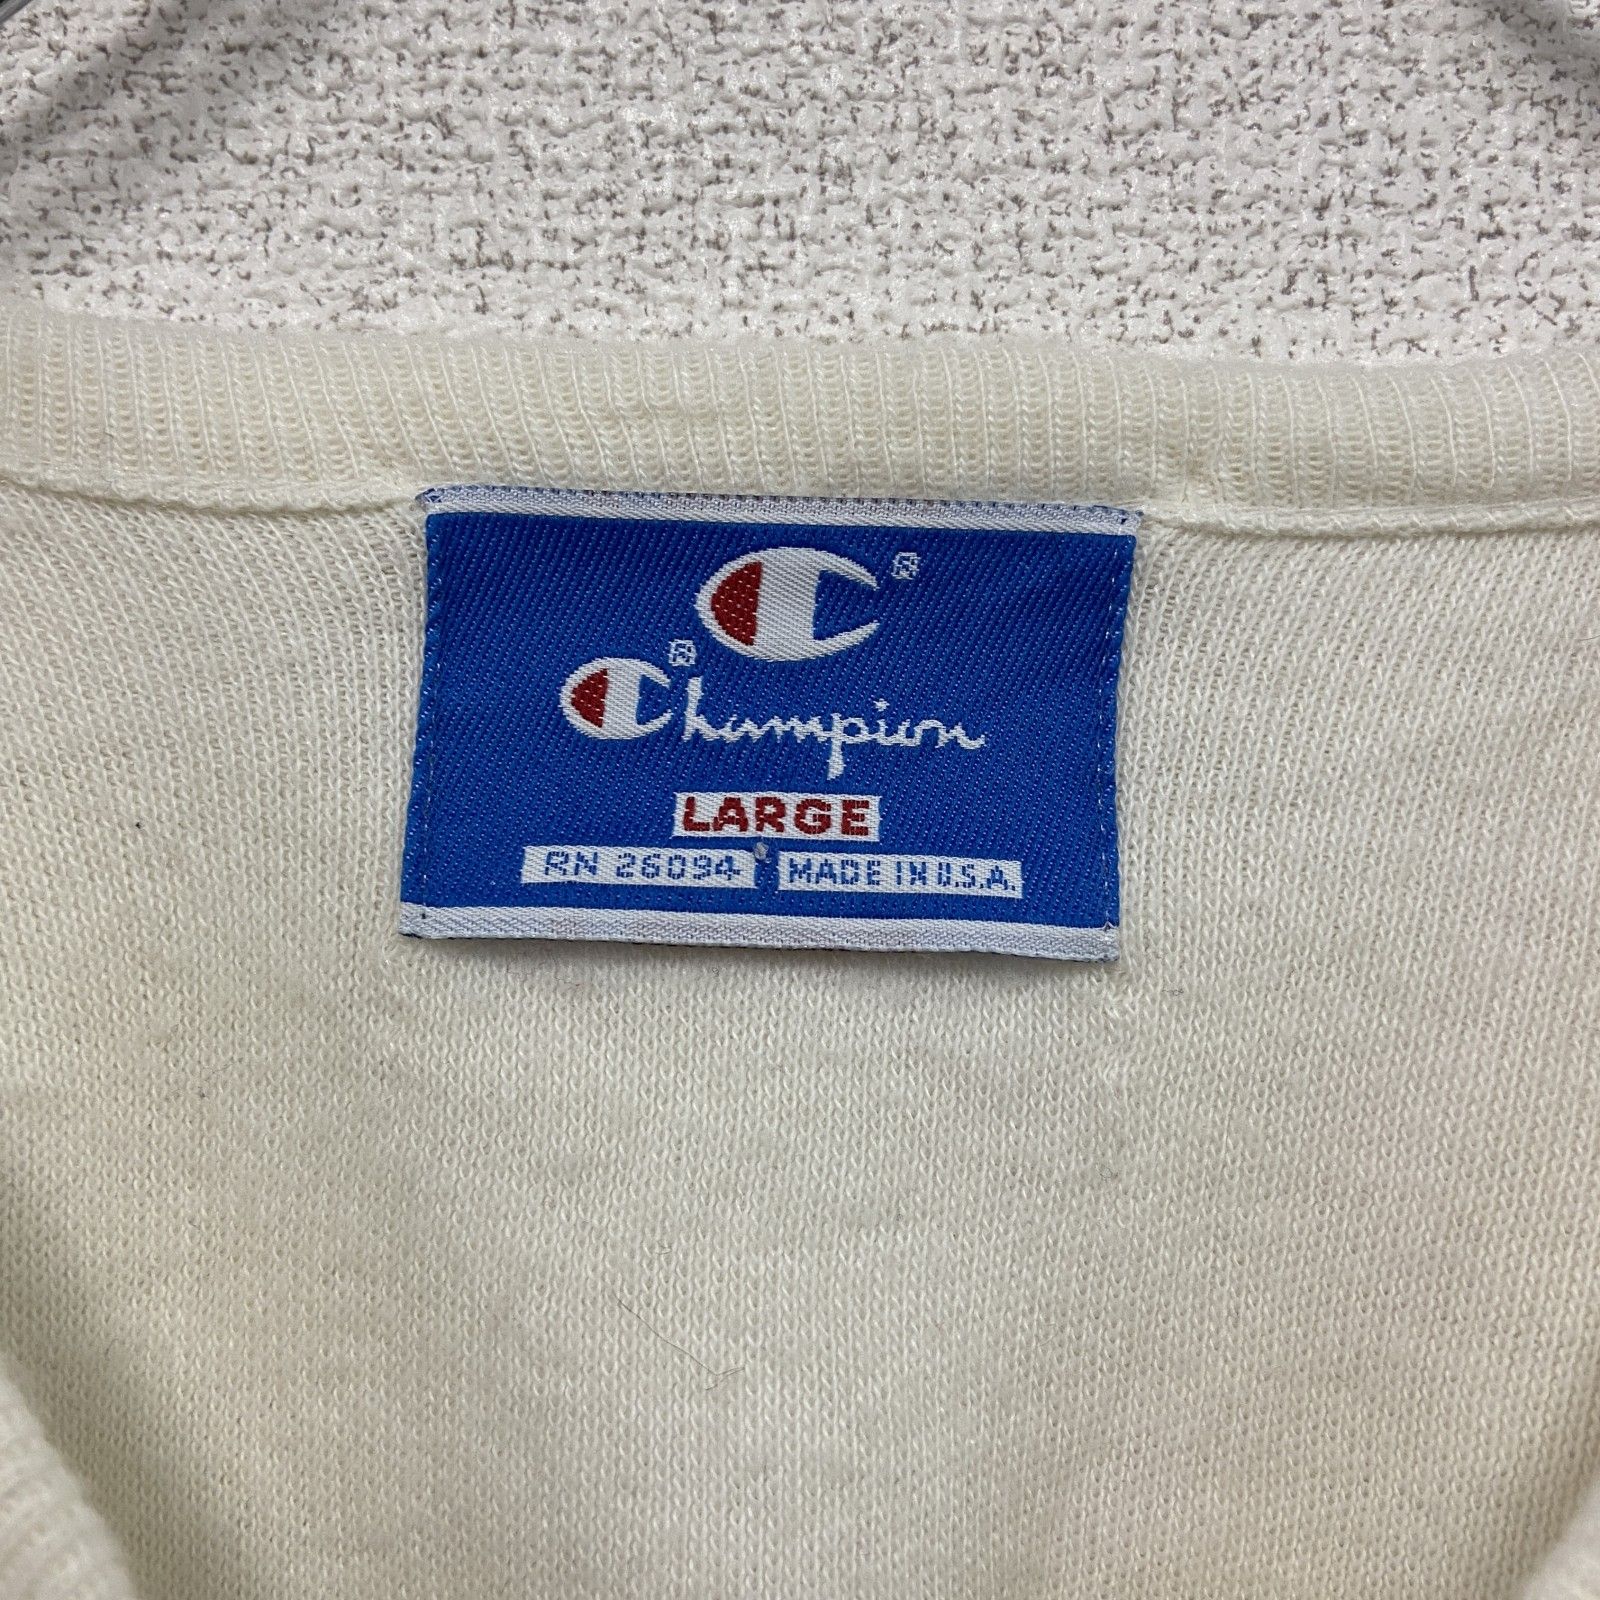 ®
Champion®
LARGE
RN 26094 MADE IN U.S.A.